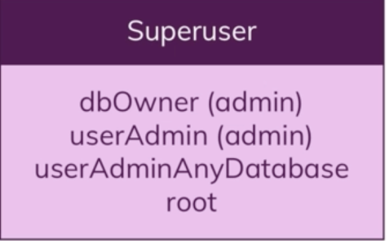 Superuser
dbOwner (admin)
userAdmin (admin)
userAdminAnyDatabase
root